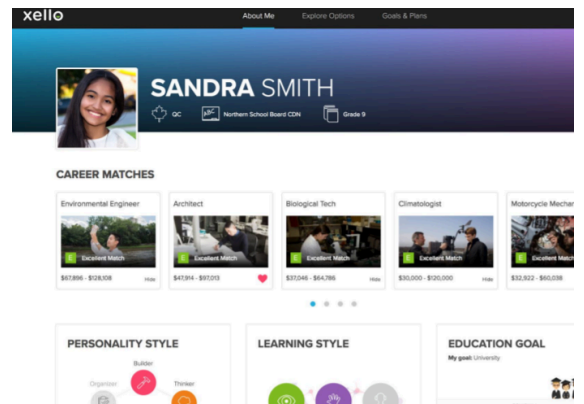 xello
About Me Explore Options Goals & Plans
SANDRA SMITH
QC Northern School Board CDN Grade 9
CAREER MATCHES
Environmental Engineer Architect Biological Tech Climatologist Motorcycle Mechan
E Excellent Match E Excellent Match E Excellent Match E Excellent Match E Excellent Match
$67,896 - $128,108 Hide $47,914 - $97,013 $37,046 - $64,786 Hide $30,000 - $120,000 Hide $32,922 - $60,038
PERSONALITY STYLE LEARNING STYLE EDUCATION GOAL
My goal: University
Builder
Organizer Thinker